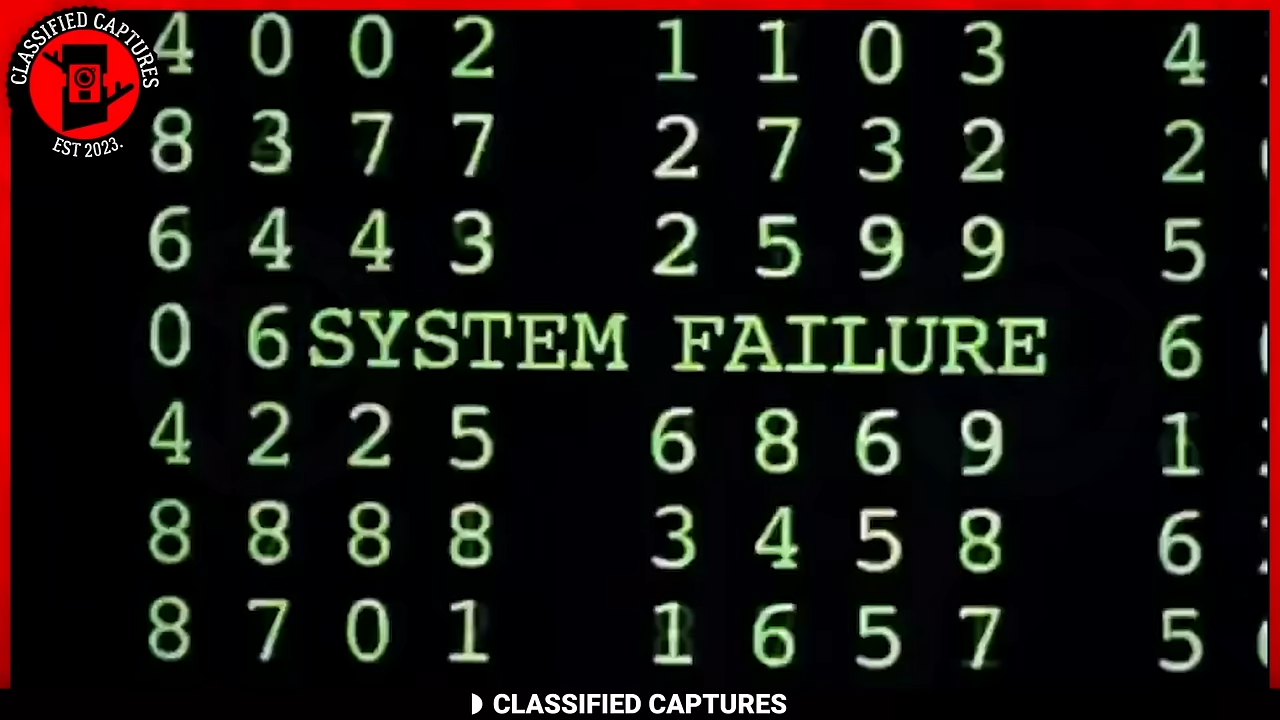 CLASSIFIED CAPTURES
EST 2023.
4 0 0 2 1 1 0 3 4
8 3 7 7 2 7 3 2 2
6 4 4 3 2 5 9 9 5
0 6 SYSTEM FAILURE 6
4 2 2 5 6 8 6 9 1
8 8 8 8 3 4 5 8 6
8 7 0 1 1 6 5 7 5
CLASSIFIED CAPTURES